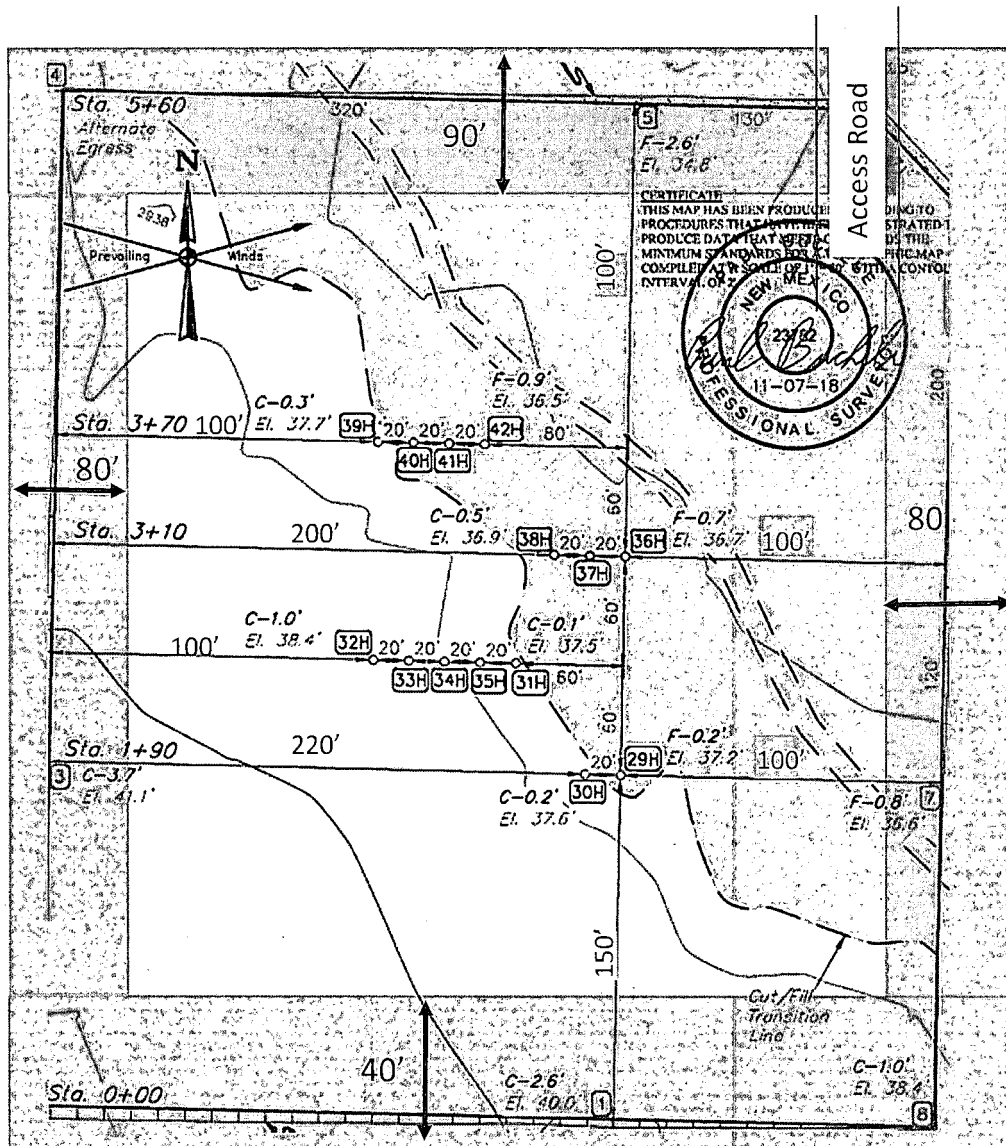 4
Sta. 5+60
Alternate
Egress
320'
90'
5
130'
F-2.6'
El. 34.8'
Access Road
N
2938
Prevailing Winds
100'
CERTIFICATE
THIS MAP HAS BEEN PRODUCED
PROCEDURES THAT HAVE
PRODUCE DATA THAT
MINIMUM STANDARDS
COMPILED AT A SCALE OF
INTERVAL OF
NEW MEXICO
11-07-18
PROFESSIONAL SURVEYOR
200'
Sta. 3+70
100'
C-0.3'
El. 37.7'
39H
20'
20'
20'
42H
80'
40H
41H
F-0.9'
El. 36.5'
80'
60'
Sta. 3+10
200'
C-0.5'
El. 36.9'
38H
20'
20'
36H
37H
F-0.7'
El. 36.7'
100'
80
60'
100'
C-1.0'
El. 38.4'
32H
20'
20'
20'
20'
33H
34H
35H
31H
C-0.1'
El. 37.5'
60'
60'
120'
Sta. 1+90
220'
3
C-3.7'
El. 41.1'
20'
29H
30H
F-0.2'
El. 37.2'
100'
C-0.2'
El. 37.6'
7
F-0.8'
El. 36.6'
150'
Cut/Fill
Transition
Line
40'
Sta. 0+00
C-2.6'
El. 40.0'
1
C-1.0'
El. 38.4'
8